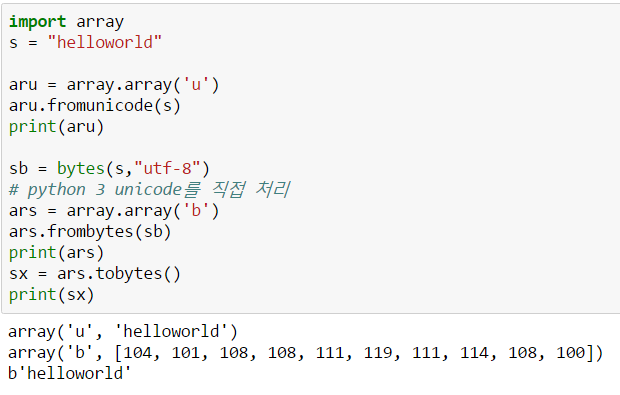 import array
s = "helloworld"
aru = array.array('u')
aru.fromunicode(s)
print(aru)
sb = bytes(s,"utf-8")
# python 3 unicode를 직접 처리
ars = array.array('b')
ars.frombytes(sb)
print(ars)
sx = ars.tobytes()
print(sx)
array('u', 'helloworld')
array('b', [104, 101, 108, 108, 111, 119, 111, 114, 108, 100])
b'helloworld'